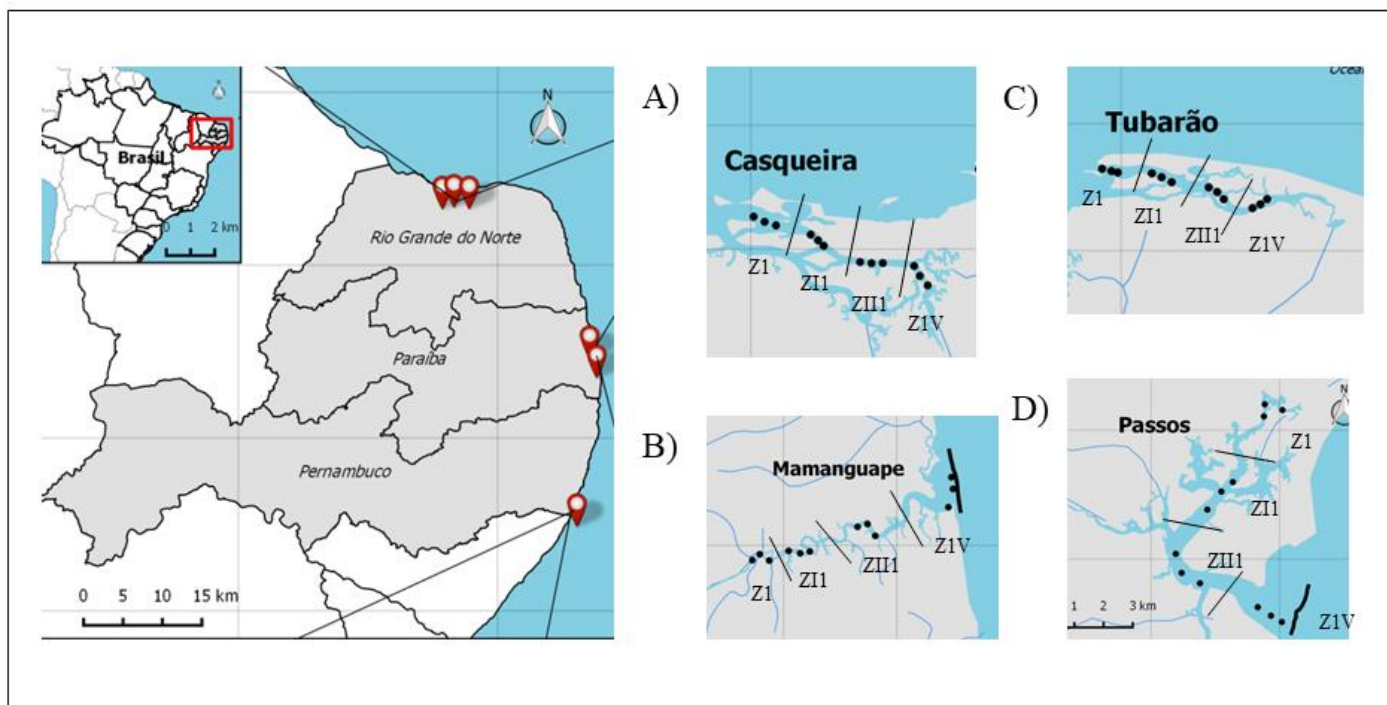 Brasil
0 1 2 km
N
Rio Grande do Norte
Paraíba
Pernambuco
0 5 10 15 km
A)
Casqueira
Z1
ZI1
ZII1
Z1V
B)
Mamanguape
Z1
ZI1
ZII1
Z1V
C)
Tubarão
Z1
ZI1
ZII1
Z1V
D)
N
Passos
Z1
ZI1
ZII1
Z1V
1 2 3 km